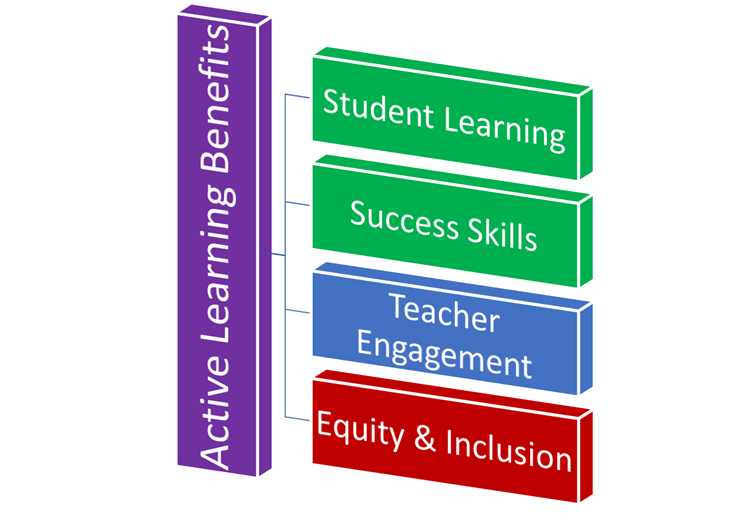 Active Learning Benefits
Student Learning
Success Skills
Teacher
Engagement
Equity & Inclusion